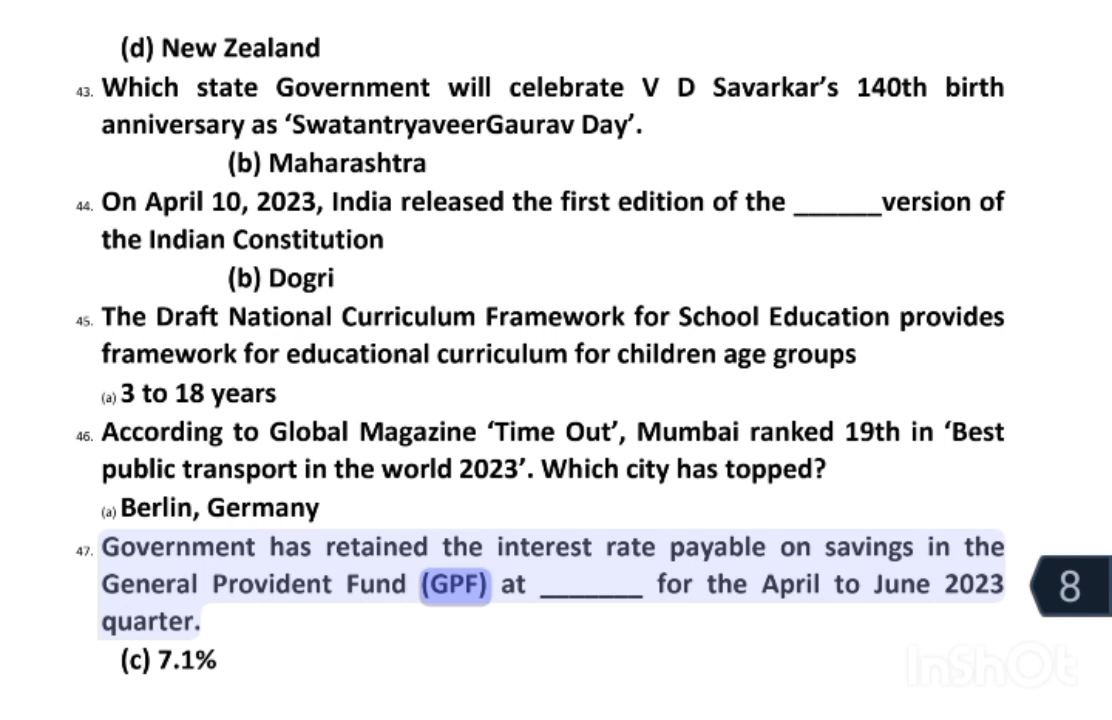 (d) New Zealand
43. Which state Government will celebrate V D Savarkar's 140th birth
anniversary as 'SwatantryaveerGaurav Day'.
(b) Maharashtra
44. On April 10, 2023, India released the first edition of the ______version of
the Indian Constitution
(b) Dogri
45. The Draft National Curriculum Framework for School Education provides
framework for educational curriculum for children age groups
(a) 3 to 18 years
46. According to Global Magazine 'Time Out', Mumbai ranked 19th in 'Best
public transport in the world 2023'. Which city has topped?
(a) Berlin, Germany
47. Government has retained the interest rate payable on savings in the
General Provident Fund (GPF) at _______ for the April to June 2023
quarter.
(c) 7.1%
8
InShOt